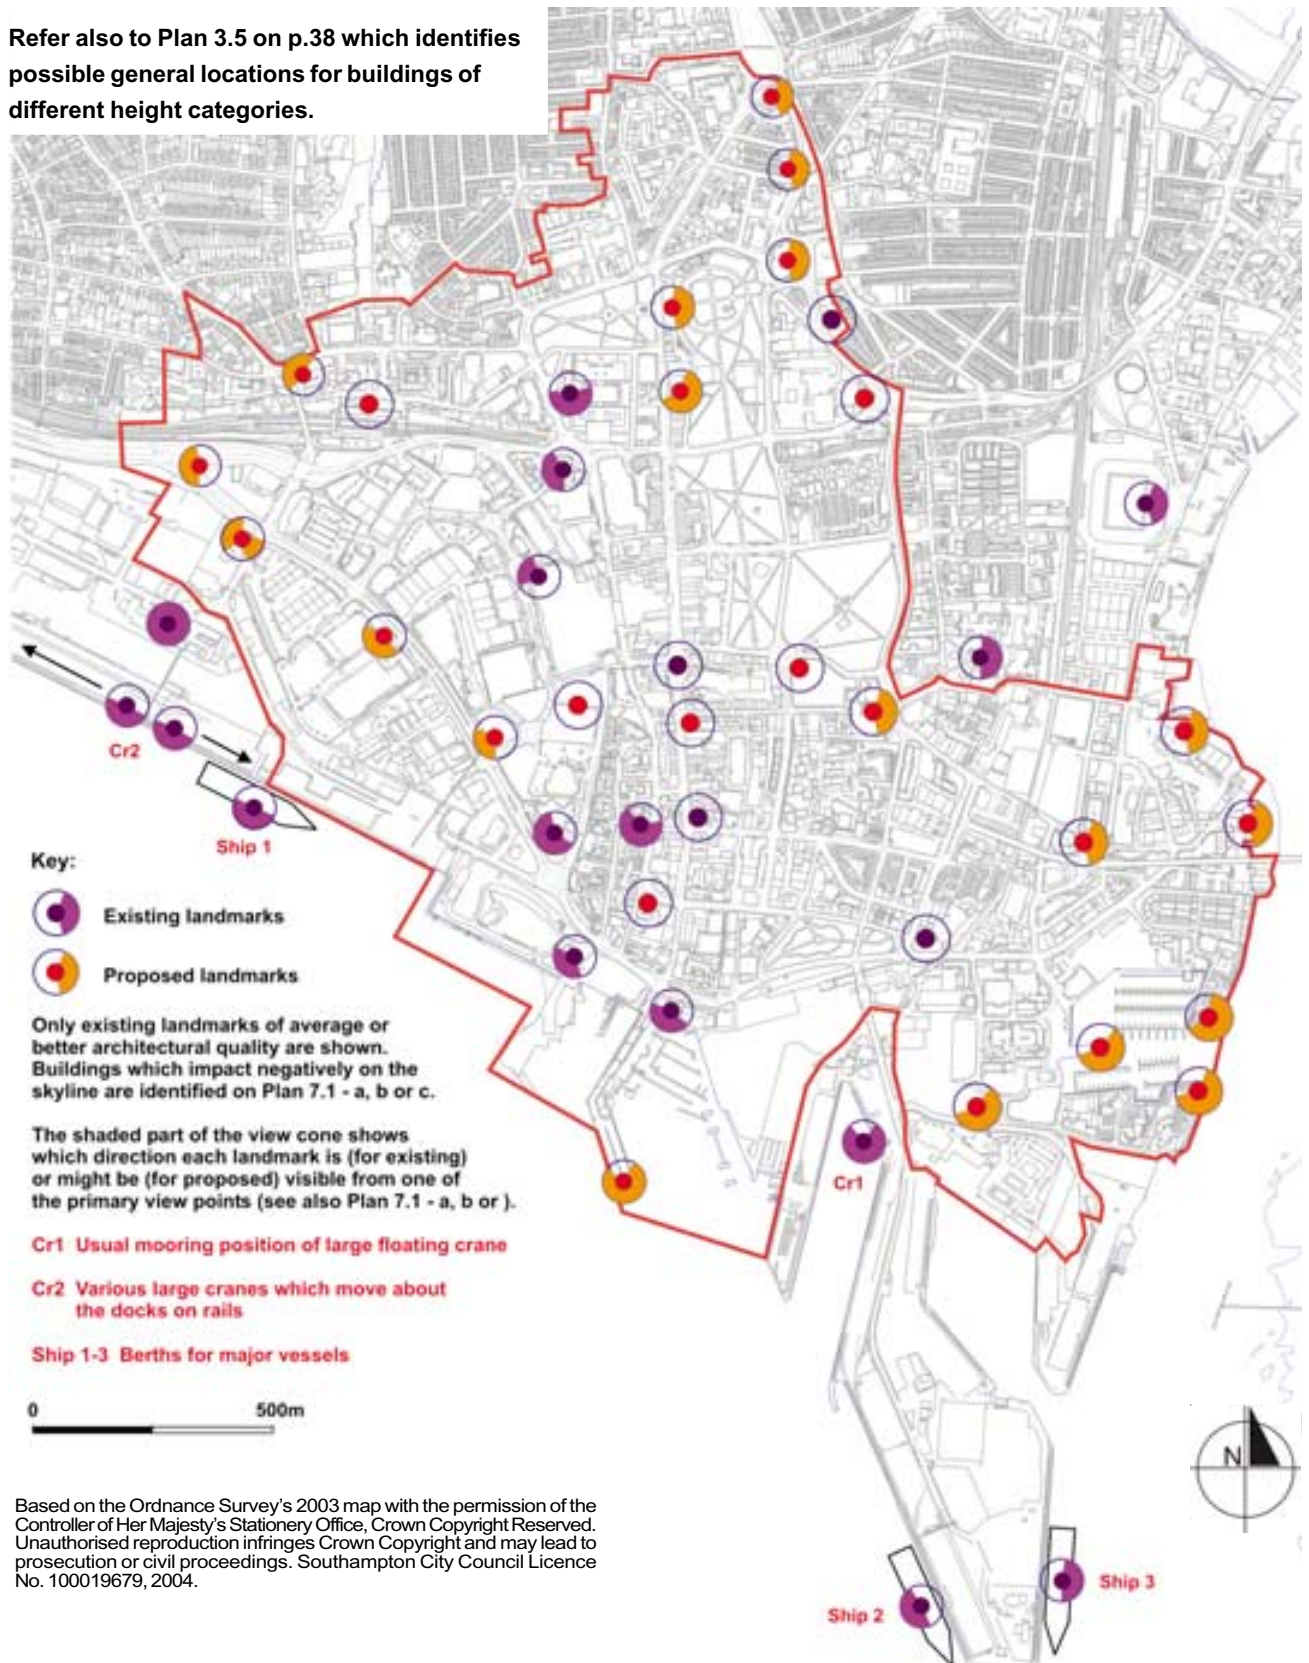 Refer also to Plan 3.5 on p.38 which identifies
possible general locations for buildings of
different height categories.
Cr2
Ship 1
Key:
Existing landmarks
Proposed landmarks
Only existing landmarks of average or
better architectural quality are shown.
Buildings which impact negatively on the
skyline are identified on Plan 7.1 - a, b or c.
The shaded part of the view cone shows
which direction each landmark is (for existing)
or might be (for proposed) visible from one of
the primary view points (see also Plan 7.1 - a, b or ).
Cr1
Cr1 Usual mooring position of large floating crane
Cr2 Various large cranes which move about
the docks on rails
Ship 1-3 Berths for major vessels
0 500m
N
Based on the Ordnance Survey's 2003 map with the permission of the
Controller of Her Majesty's Stationery Office, Crown Copyright Reserved.
Unauthorised reproduction infringes Crown Copyright and may lead to
prosecution or civil proceedings. Southampton City Council Licence
No. 100019679, 2004.
Ship 3
Ship 2